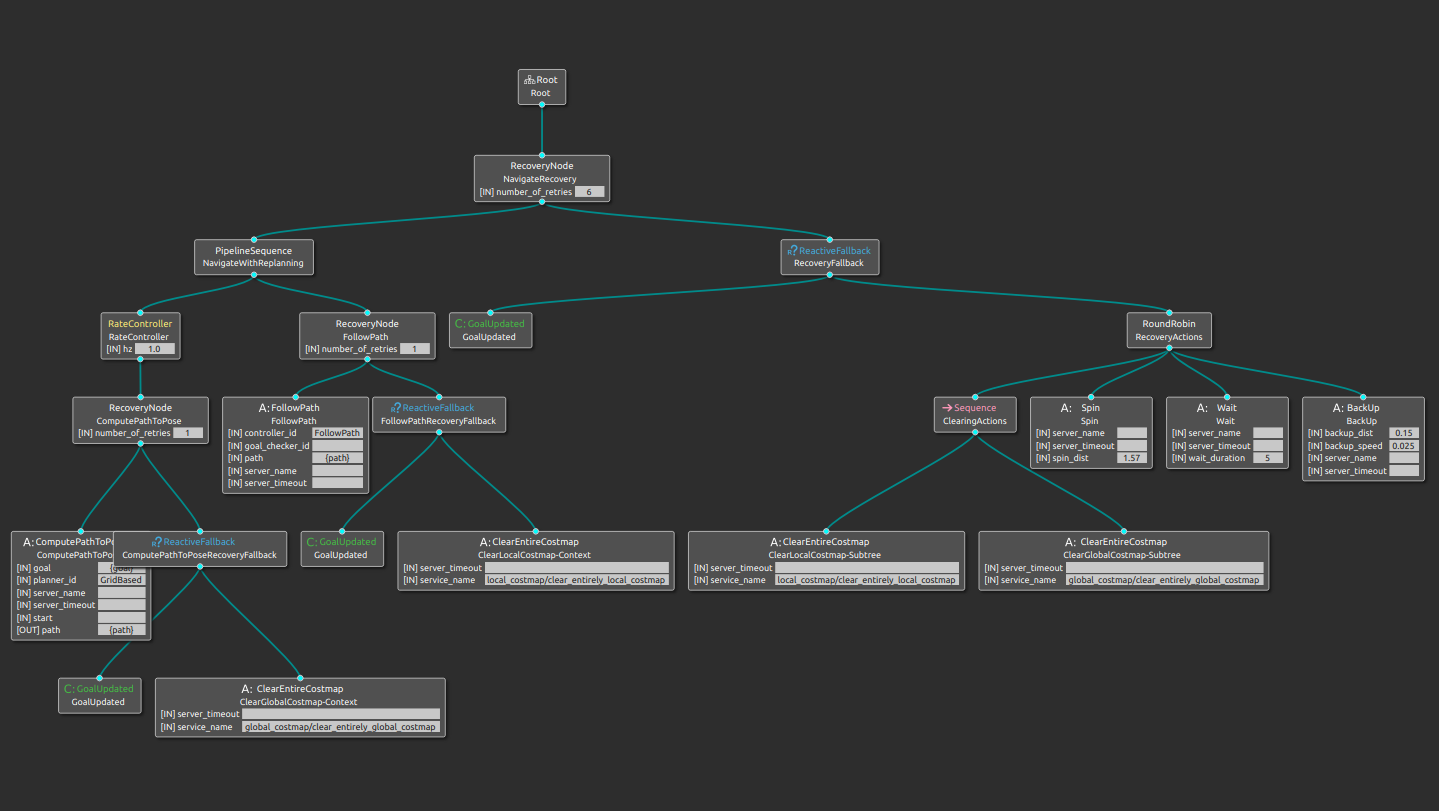 Root
Root
RecoveryNode
NavigateRecovery
[IN] number_of_retries 6
PipelineSequence
NavigateWithReplanning
R? ReactiveFallback
RecoveryFallback
RateController
RateController
[IN] hz 1.0
RecoveryNode
FollowPath
[IN] number_of_retries 1
C: GoalUpdated
GoalUpdated
RoundRobin
RecoveryActions
RecoveryNode
ComputePathToPose
[IN] number_of_retries 1
A: FollowPath
FollowPath
[IN] controller_id FollowPath
[IN] goal_checker_id
[IN] path {path}
[IN] server_name
[IN] server_timeout
R? ReactiveFallback
FollowPathRecoveryFallback
Sequence
ClearingActions
A: Spin
Spin
[IN] server_name
[IN] server_timeout
[IN] spin_dist 1.57
A: Wait
Wait
[IN] server_name
[IN] server_timeout
[IN] wait_duration 5
A: BackUp
BackUp
[IN] backup_dist 0.15
[IN] backup_speed 0.025
[IN] server_name
[IN] server_timeout
A: ComputePathToPo
ComputePathToPo
[IN] goal {goal}
[IN] planner_id GridBased
[IN] server_name
[IN] server_timeout
[IN] start
[OUT] path {path}
R? ReactiveFallback
ComputePathToPoseRecoveryFallback
C: GoalUpdated
GoalUpdated
A: ClearEntireCostmap
ClearLocalCostmap-Context
[IN] server_timeout
[IN] service_name local_costmap/clear_entirely_local_costmap
A: ClearEntireCostmap
ClearLocalCostmap-Subtree
[IN] server_timeout
[IN] service_name local_costmap/clear_entirely_local_costmap
A: ClearEntireCostmap
ClearGlobalCostmap-Subtree
[IN] server_timeout
[IN] service_name global_costmap/clear_entirely_global_costmap
C: GoalUpdated
GoalUpdated
A: ClearEntireCostmap
ClearGlobalCostmap-Context
[IN] server_timeout
[IN] service_name global_costmap/clear_entirely_global_costmap